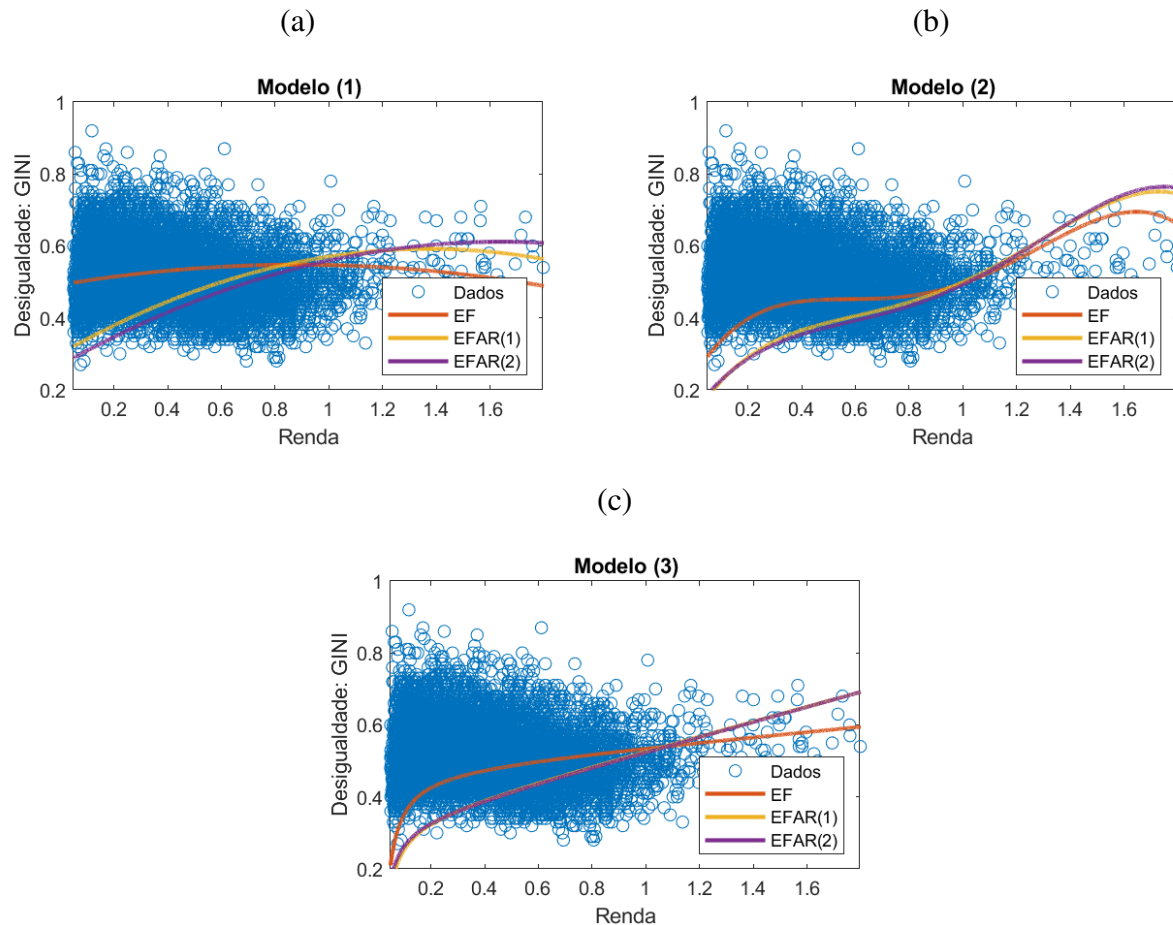 (a)
Modelo (1)
Desigualdade: GINI
1
0.8
0.6
0.4
0.2
0.2 0.4 0.6 0.8 1 1.2 1.4 1.6
Renda
Dados
EF
EFAR(1)
EFAR(2)
(b)
Modelo (2)
Desigualdade: GINI
1
0.8
0.6
0.4
0.2
0.2 0.4 0.6 0.8 1 1.2 1.4 1.6
Renda
Dados
EF
EFAR(1)
EFAR(2)
(c)
Modelo (3)
Desigualdade: GINI
1
0.8
0.6
0.4
0.2
0.2 0.4 0.6 0.8 1 1.2 1.4 1.6
Renda
Dados
EF
EFAR(1)
EFAR(2)